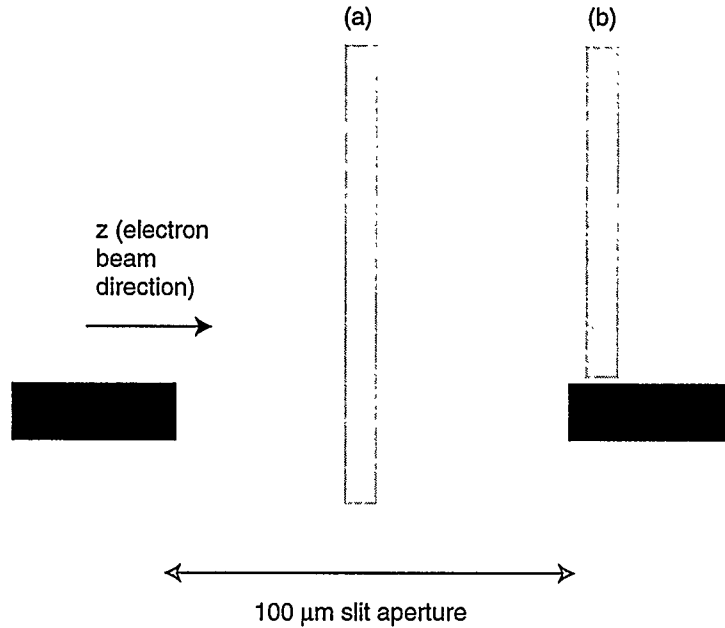 (a)
(b)
z (electron
beam
direction)
100 μm slit aperture